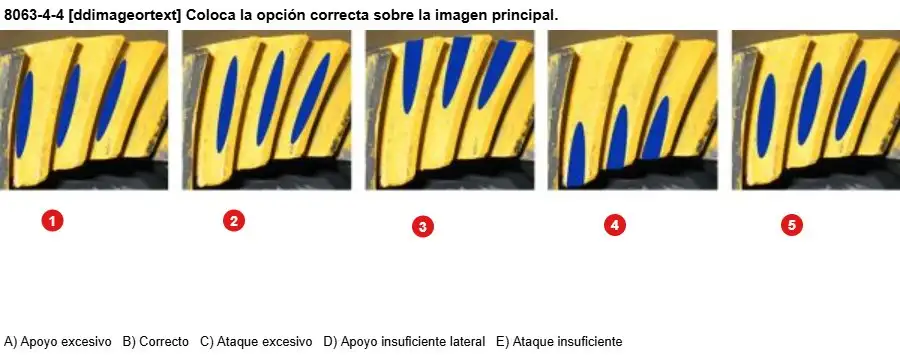 8063-4-4 [ddimageortext] Coloca la opción correcta sobre la imagen principal.
1 2 3 4 5
A) Apoyo excesivo B) Correcto C) Ataque excesivo D) Apoyo insuficiente lateral E) Ataque insuficiente